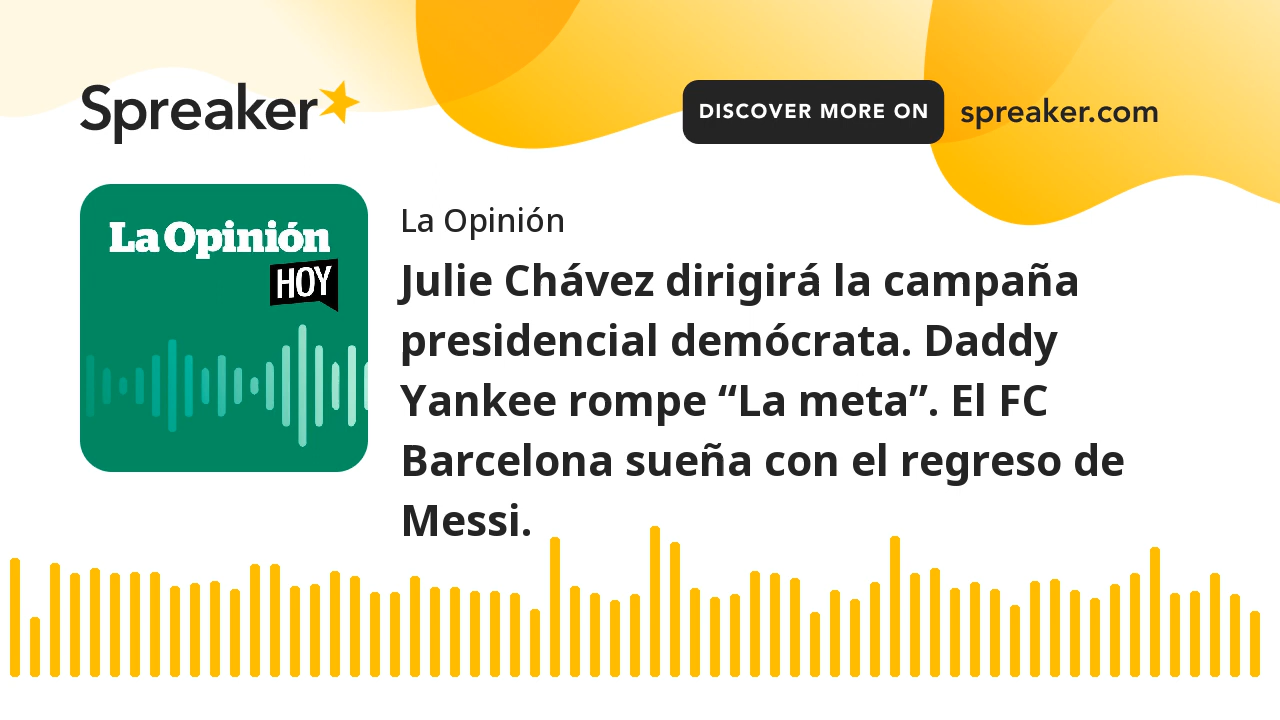 Spreaker
DISCOVER MORE ON spreaker.com
La Opinión
HOY
La Opinión
Julie Chávez dirigirá la campaña
presidencial demócrata. Daddy
Yankee rompe “La meta”. El FC
Barcelona sueña con el regreso de
Messi.